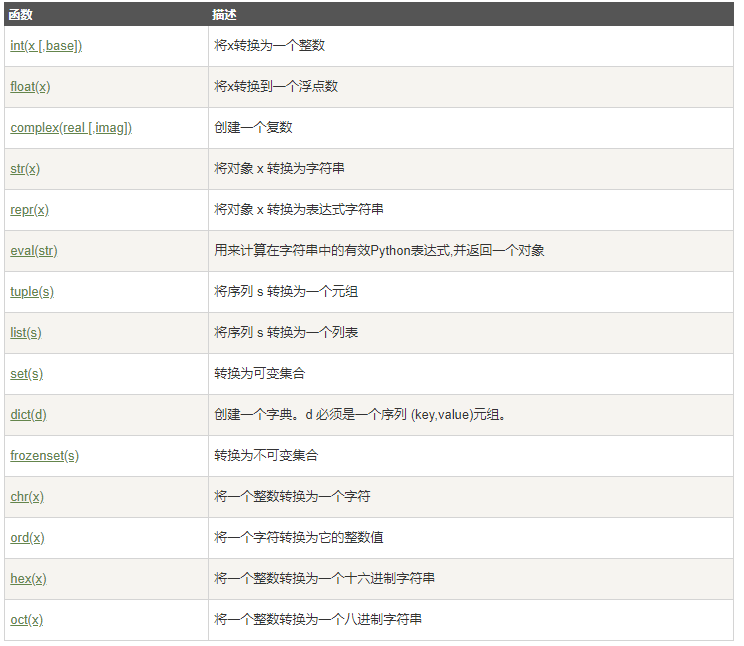 函数 描述
int(x [,base]) 将x转换为一个整数
float(x) 将x转换到一个浮点数
complex(real [,imag]) 创建一个复数
str(x) 将对象 x 转换为字符串
repr(x) 将对象 x 转换为表达式字符串
eval(str) 用来计算在字符串中的有效Python表达式,并返回一个对象
tuple(s) 将序列 s 转换为一个元组
list(s) 将序列 s 转换为一个列表
set(s) 转换为可变集合
dict(d) 创建一个字典。d 必须是一个序列 (key,value)元组。
frozenset(s) 转换为不可变集合
chr(x) 将一个整数转换为一个字符
ord(x) 将一个字符转换为它的整数值
hex(x) 将一个整数转换为一个十六进制字符串
oct(x) 将一个整数转换为一个八进制字符串